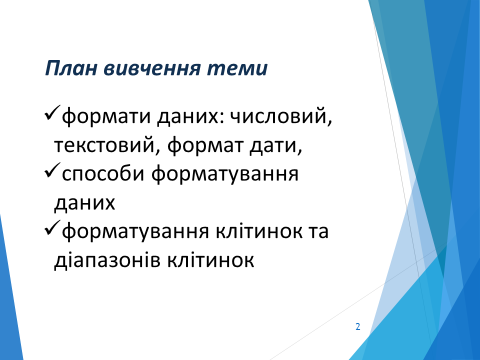 План вивчення теми
✓формати даних: числовий,
текстовий, формат дати,
✓способи форматування
даних
✓форматування клітинок та
діапазонів клітинок
2